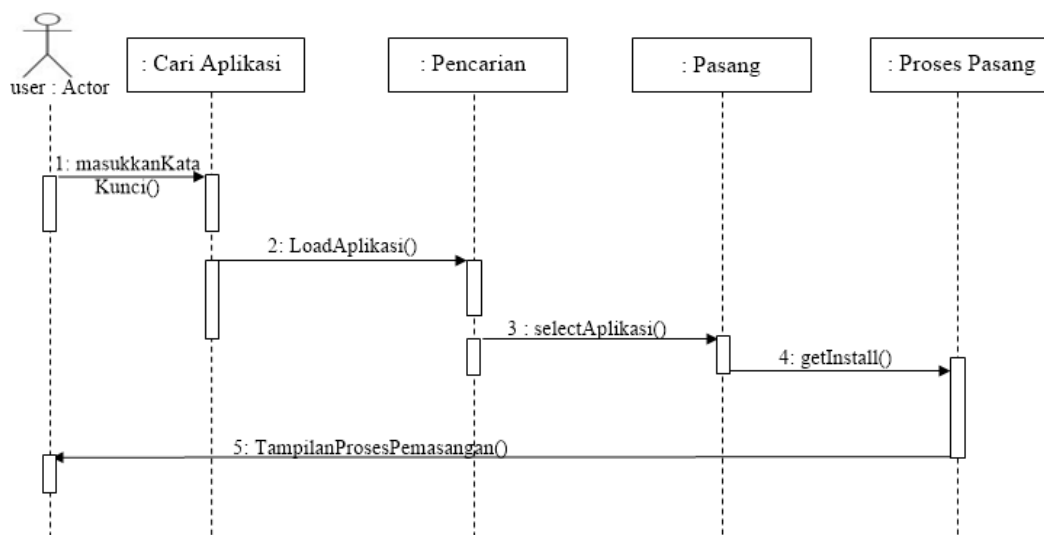 user : Actor
: Cari Aplikasi
: Pencarian
: Pasang
: Proses Pasang
1: masukkanKata
Kunci()
2: LoadAplikasi()
3 : selectAplikasi()
4: getInstall()
5: TampilanProsesPemasangan()